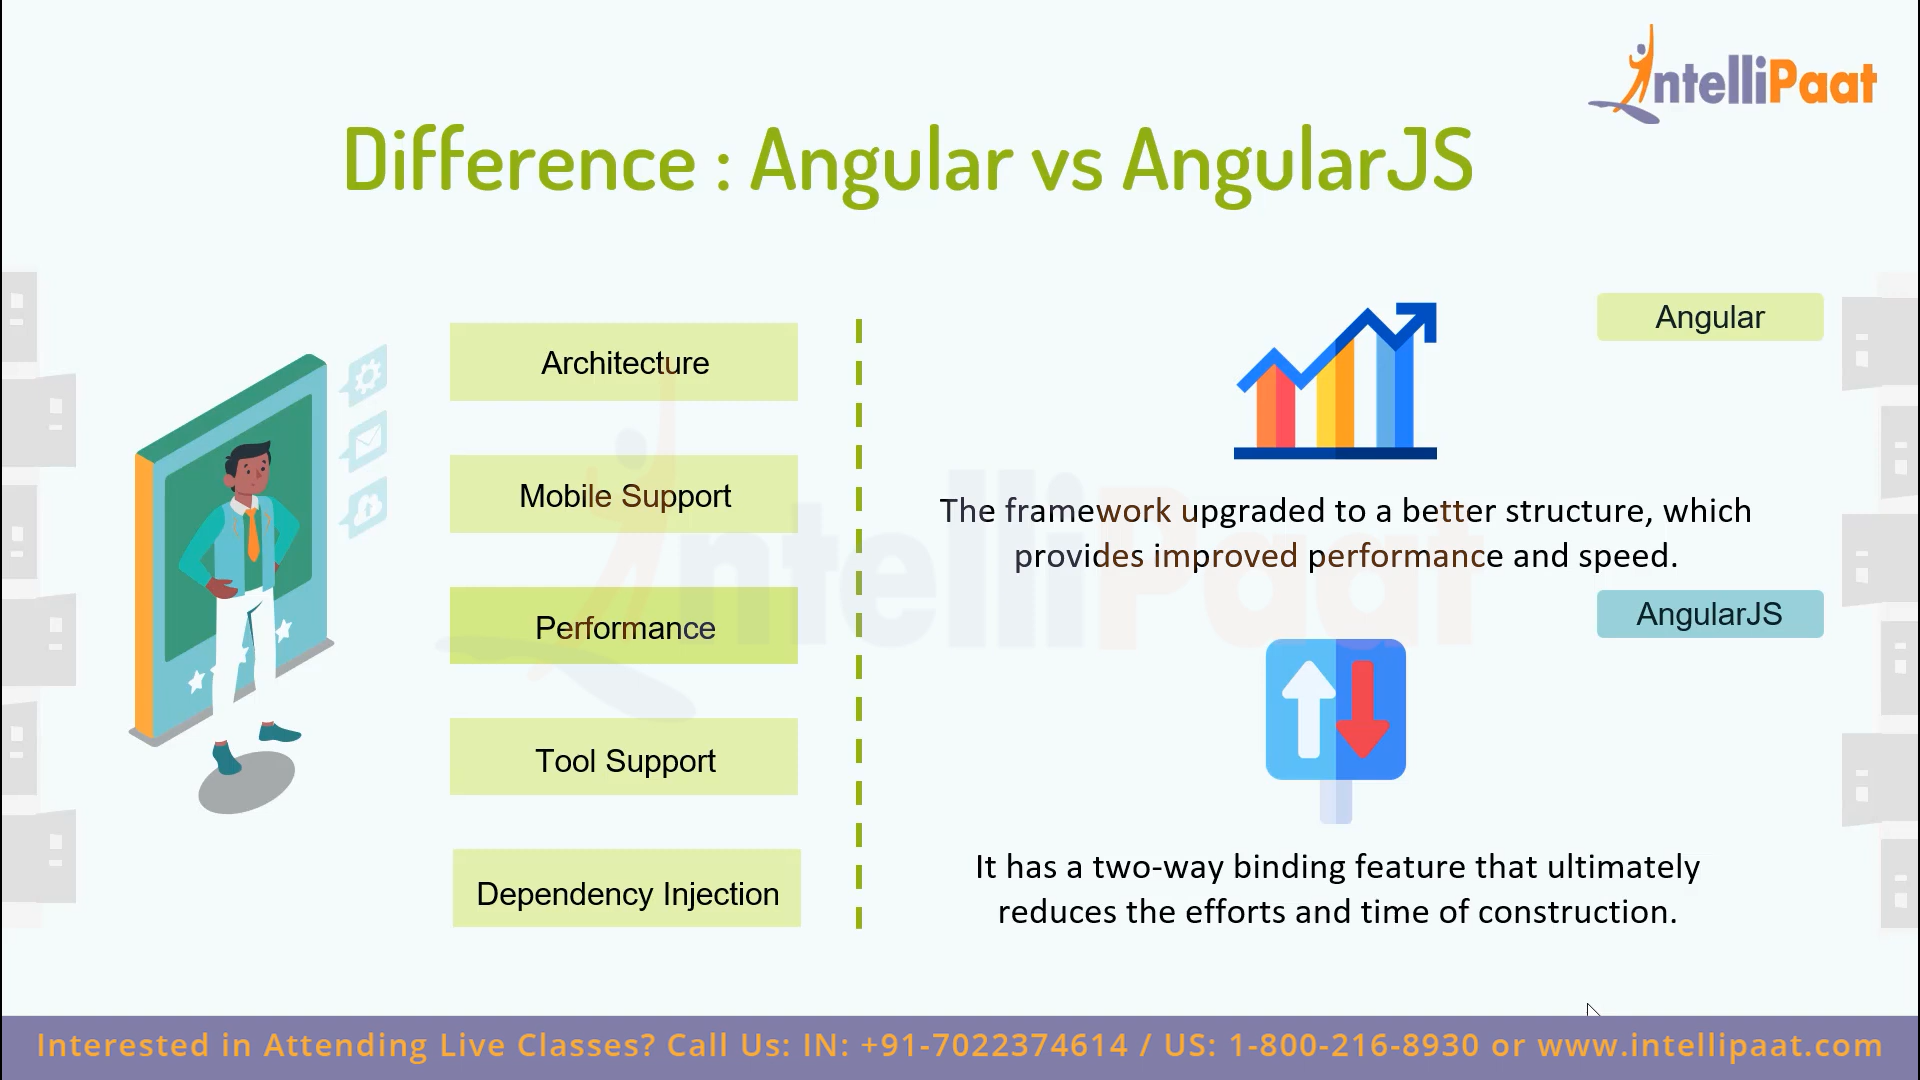 IntelliPaat
Difference : Angular vs AngularJS
Architecture
Mobile Support
Performance
Tool Support
Dependency Injection
Angular
The framework upgraded to a better structure, which
provides improved performance and speed.
AngularJS
It has a two-way binding feature that ultimately
reduces the efforts and time of construction.
IntelliPaat
Interested in Attending Live Classes? Call Us: IN: +91-7022374614 / US: 1-800-216-8930 or www.intellipaat.com